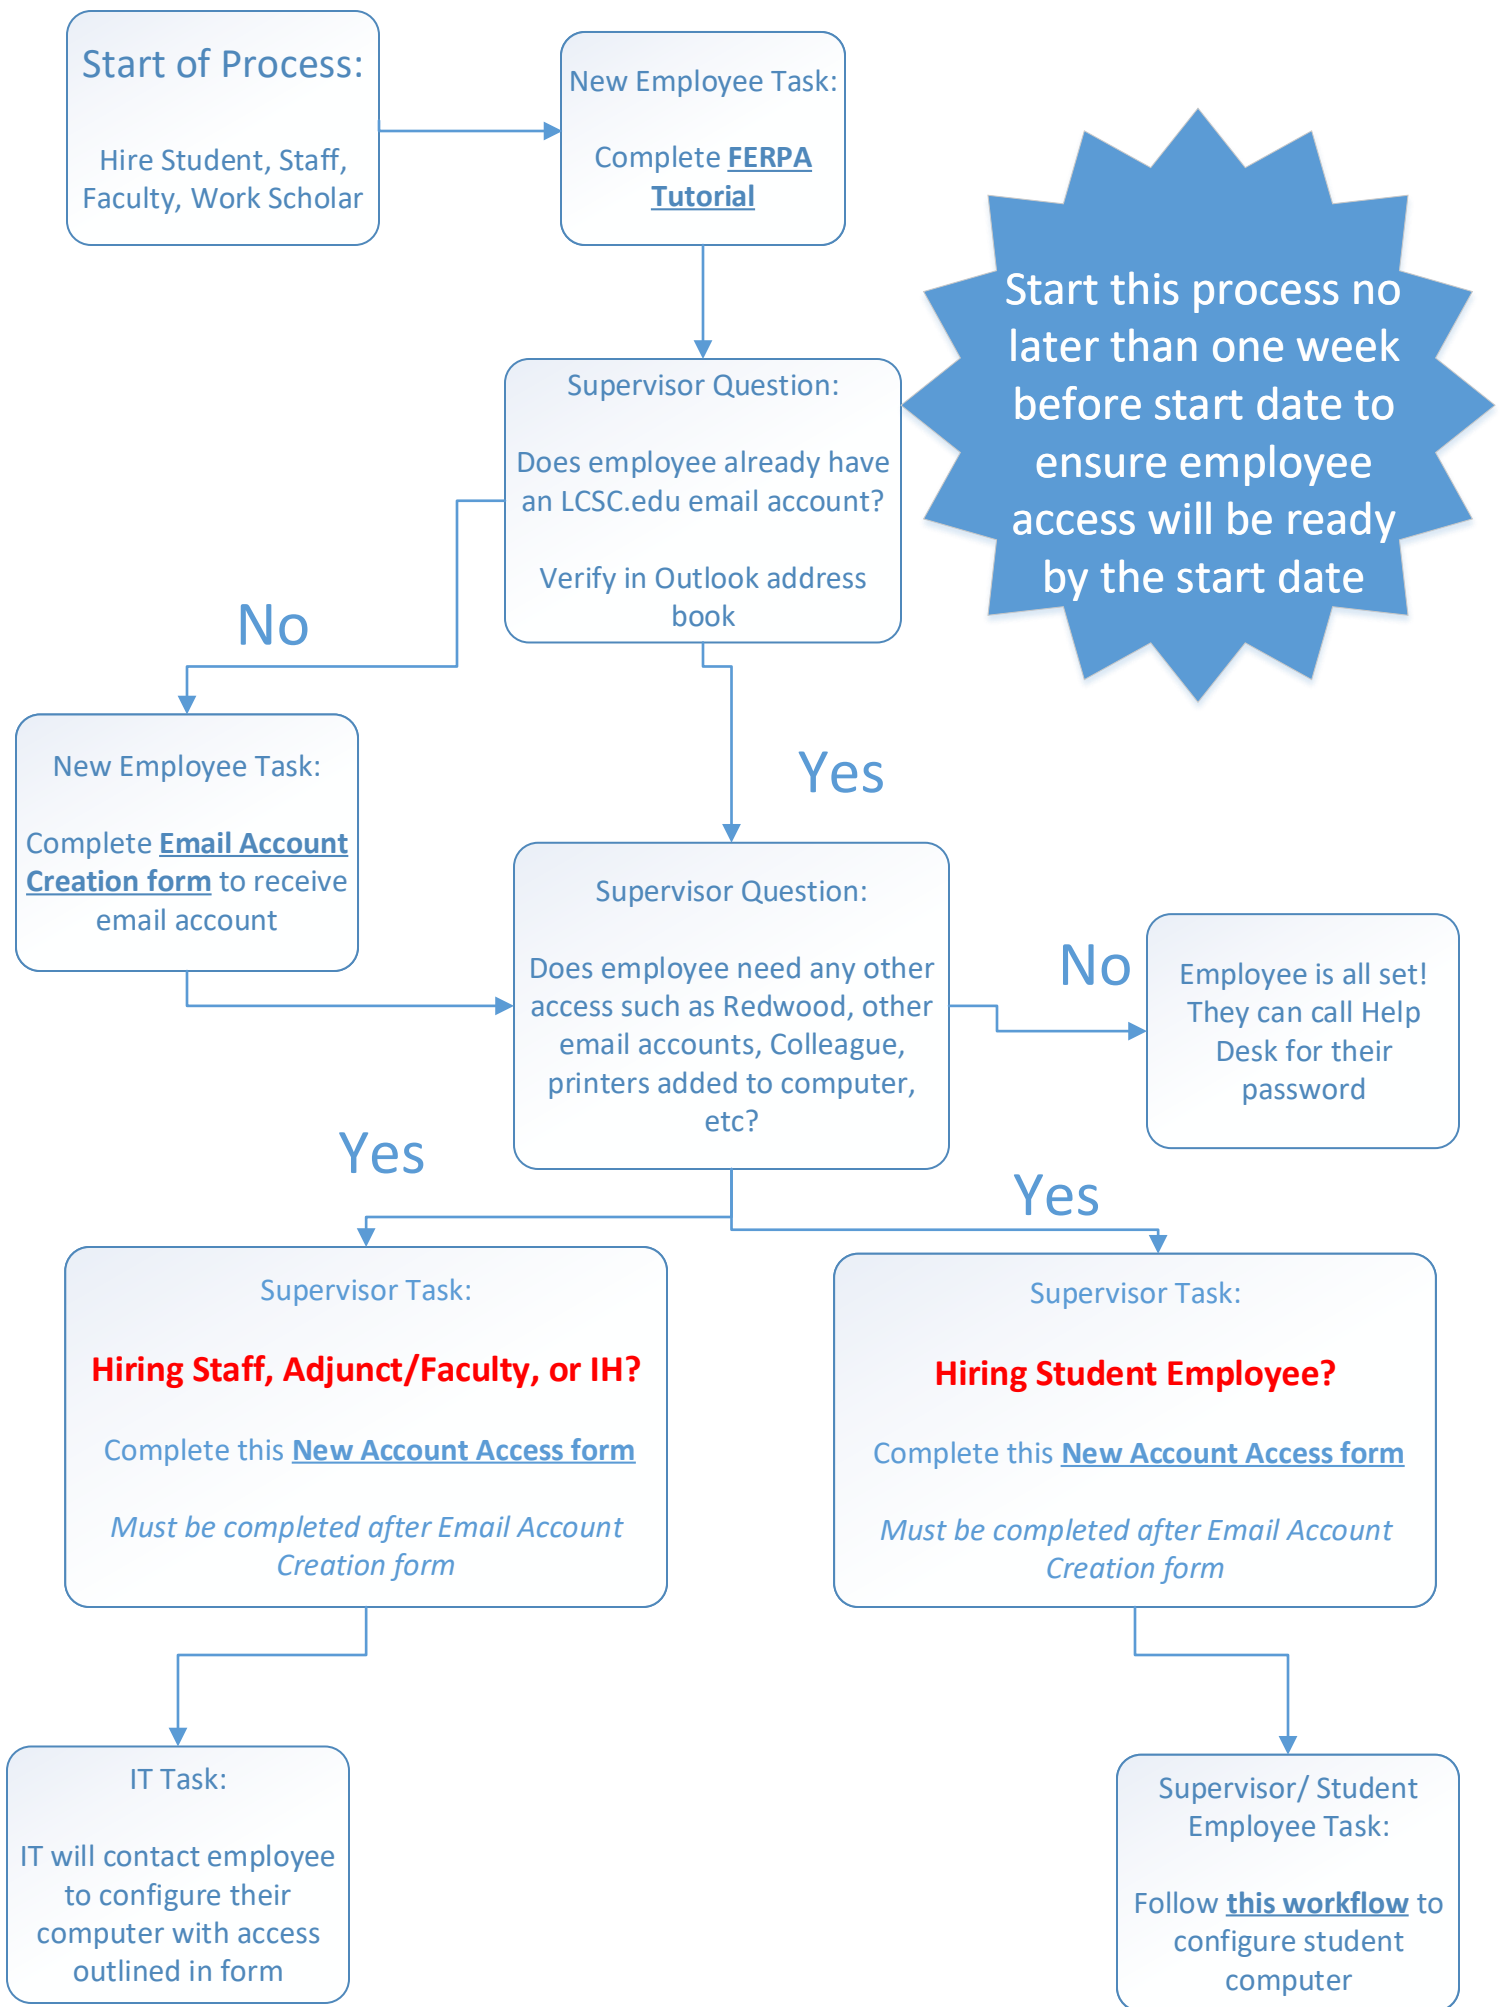 Start of Process:
Hire Student, Staff,
Faculty, Work Scholar
New Employee Task:
Complete FERPA
Tutorial
Start this process no
later than one week
before start date to
ensure employee
access will be ready
by the start date
Supervisor Question:
Does employee already have
an LCSC.edu email account?
Verify in Outlook address
book
No
Yes
New Employee Task:
Complete Email Account
Creation form to receive
email account
Supervisor Question:
Does employee need any other
access such as Redwood, other
email accounts, Colleague,
printers added to computer,
etc?
No
Employee is all set!
They can call Help
Desk for their
password
Yes
Yes
Supervisor Task:
Hiring Staff, Adjunct/Faculty, or IH?
Complete this New Account Access form
Must be completed after Email Account
Creation form
Supervisor Task:
Hiring Student Employee?
Complete this New Account Access form
Must be completed after Email Account
Creation form
IT Task:
IT will contact employee
to configure their
computer with access
outlined in form
Supervisor/ Student
Employee Task:
Follow this workflow to
configure student
computer